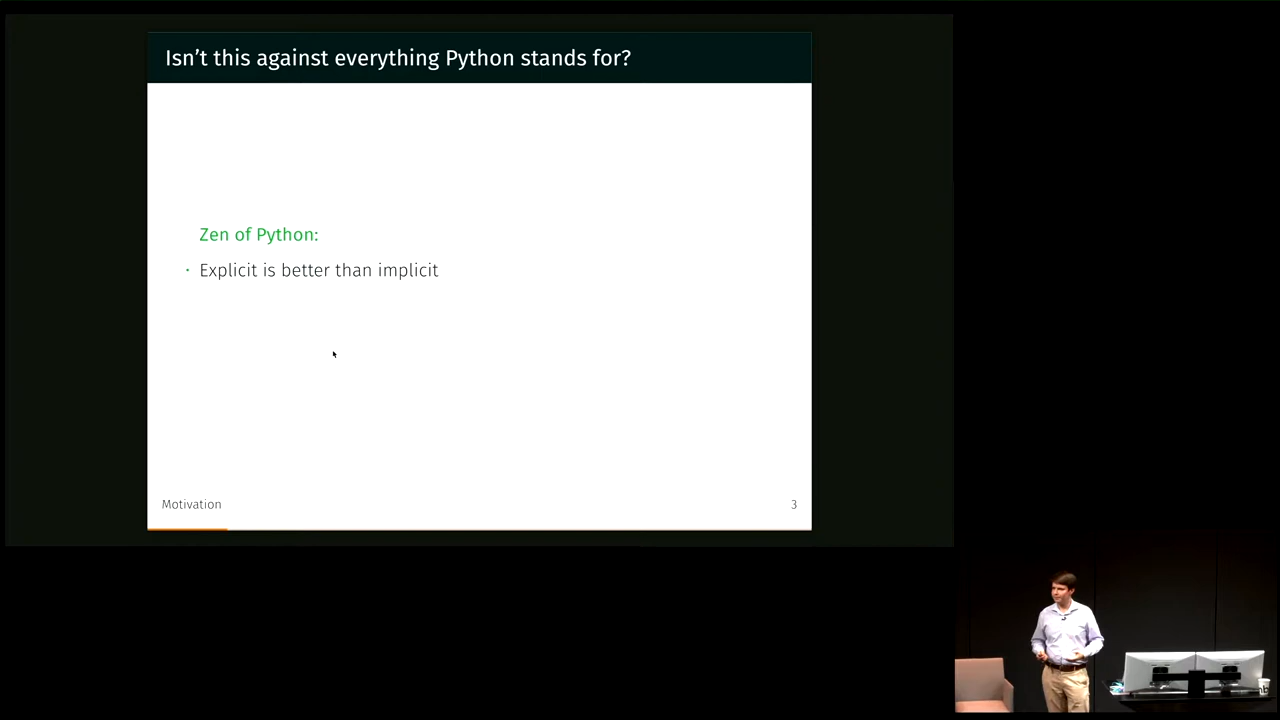 Isn't this against everything Python stands for?
Zen of Python:
· Explicit is better than implicit
Motivation
3